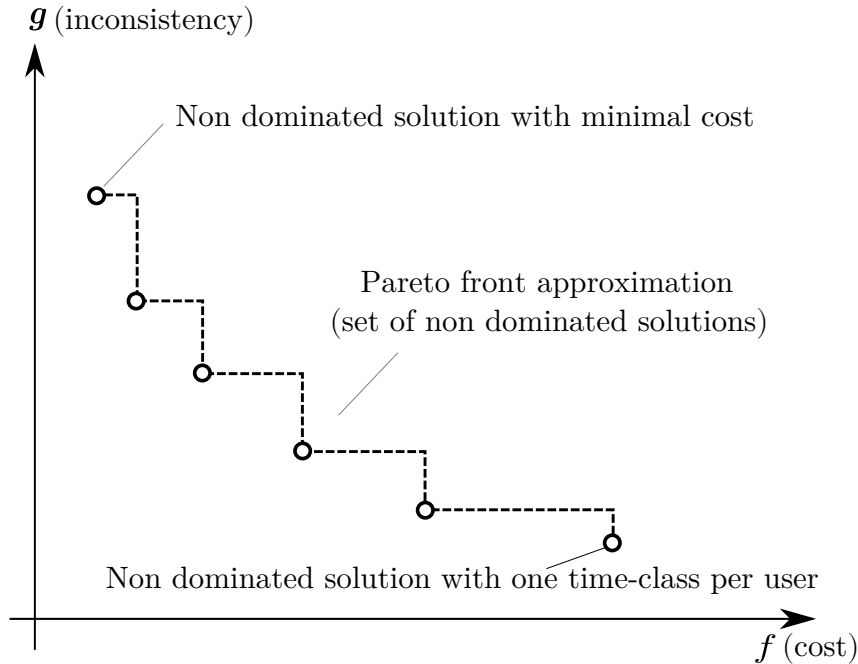 g (inconsistency)
Non dominated solution with minimal cost
Pareto front approximation
(set of non dominated solutions)
Non dominated solution with one time-class per user
f (cost)